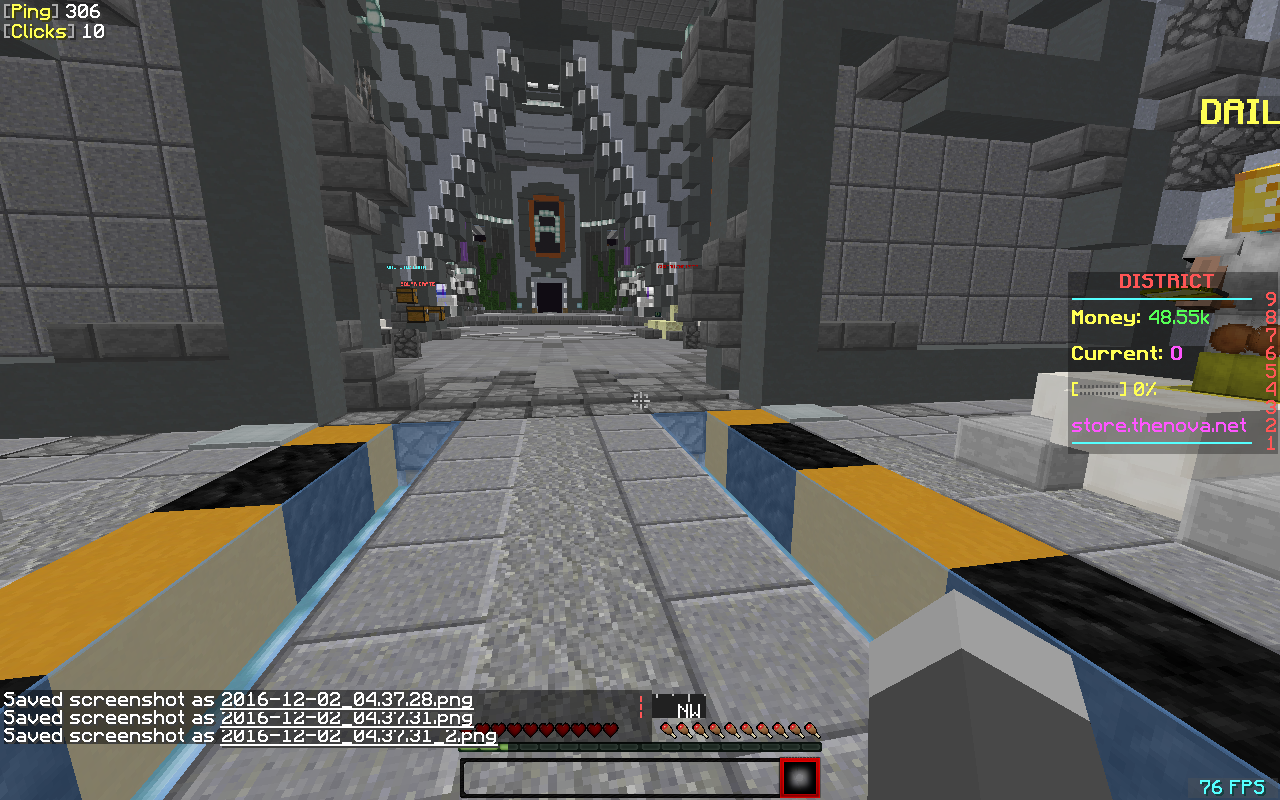 [Ping] 306
[Clicks] 10
DAIL
DISTRICT
9
Money: 48.55k
8
7
Current: 0
6
5
[::::::::::] 0%
4
3
store.thenova.net
2
1
Saved screenshot as 2016-12-02_04.37.28.png
Saved screenshot as 2016-12-02_04.37.31.png
Saved screenshot as 2016-12-02_04.37.31_2.png
NW
76 FPS